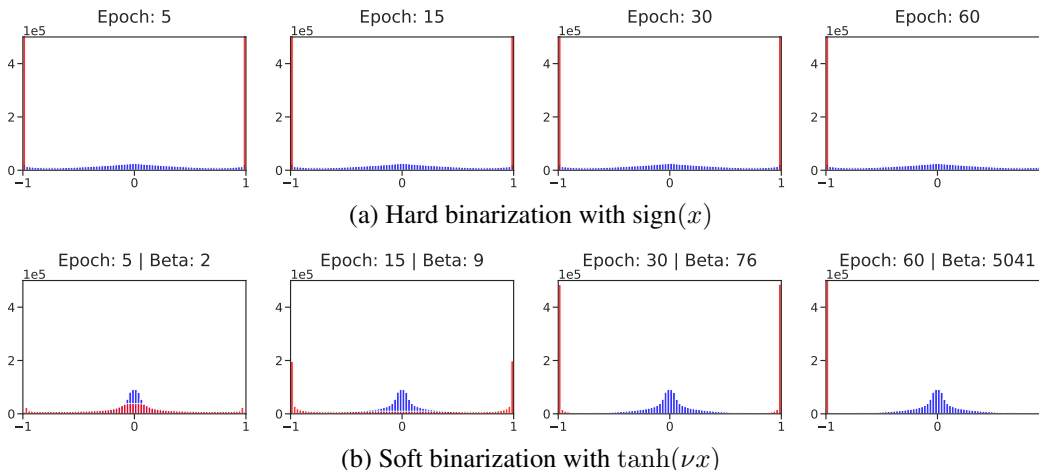 Epoch: 5 Epoch: 15 Epoch: 30 Epoch: 60
1e5 1e5 1e5 1e5
4 4 4 4
2 2 2 2
0 0 0 0
−1 0 1 −1 0 1 −1 0 1 −1 0
(a) Hard binarization with sign(x)
Epoch: 5 | Beta: 2 Epoch: 15 | Beta: 9 Epoch: 30 | Beta: 76 Epoch: 60 | Beta: 5041
1e5 1e5 1e5 1e5
4 4 4 4
2 2 2 2
0 0 0 0
−1 0 1 −1 0 1 −1 0 1 −1 0
(b) Soft binarization with tanh(νx)